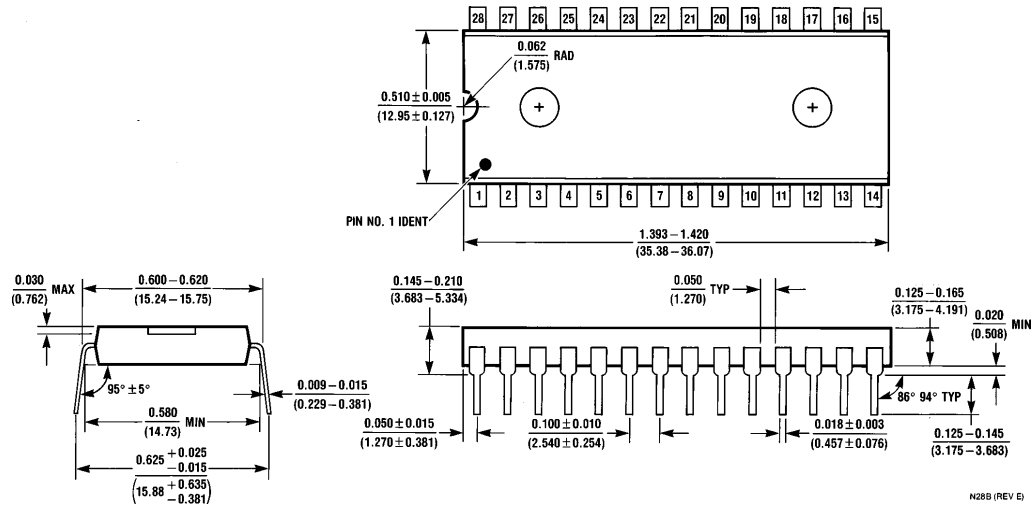 28 27 26 25 24 23 22 21 20 19 18 17 16 15
0.062
(1.575)
RAD
0.510 ± 0.005
(12.95 ± 0.127)
1 2 3 4 5 6 7 8 9 10 11 12 13 14
PIN NO. 1 IDENT
1.393 – 1.420
(35.38 – 36.07)
0.030
(0.762)
MAX
0.600 – 0.620
(15.24 – 15.75)
95° ±5°
0.580
(14.73)
MIN
0.009 – 0.015
(0.229 – 0.381)
0.625 + 0.025
– 0.015
(15.88 + 0.635
– 0.381)
0.145 – 0.210
(3.683 – 5.334)
0.050
(1.270)
TYP
0.125 – 0.165
(3.175 – 4.191)
0.020
(0.508)
MIN
86° 94° TYP
0.050 ± 0.015
(1.270 ± 0.381)
0.100 ± 0.010
(2.540 ± 0.254)
0.018 ± 0.003
(0.457 ± 0.076)
0.125 – 0.145
(3.175 – 3.683)
N28B (REV E)